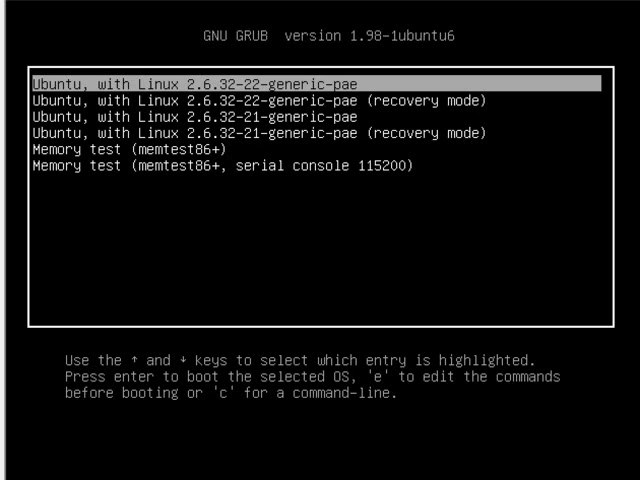 GNU GRUB  version 1.98-1ubuntu6
Ubuntu, with Linux 2.6.32-22-generic-pae
Ubuntu, with Linux 2.6.32-22-generic-pae (recovery mode)
Ubuntu, with Linux 2.6.32-21-generic-pae
Ubuntu, with Linux 2.6.32-21-generic-pae (recovery mode)
Memory test (memtest86+)
Memory test (memtest86+, serial console 115200)
Use the ↑ and ↓ keys to select which entry is highlighted.
Press enter to boot the selected OS, 'e' to edit the commands
before booting or 'c' for a command-line.